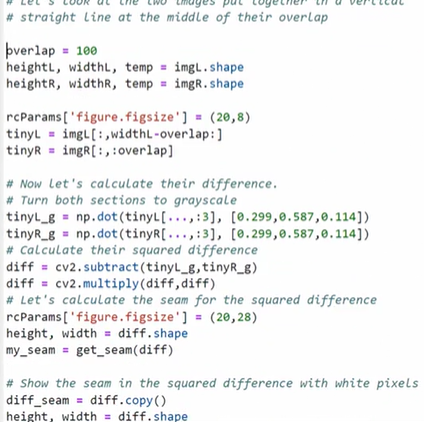 # Let's look at the two images put together in a vertical
# straight line at the middle of their overlap
overlap = 100
heightL, widthL, temp = imgL.shape
heightR, widthR, temp = imgR.shape
rcParams['figure.figsize'] = (20,8)
tinyL = imgL[:,widthL-overlap:]
tinyR = imgR[:,:overlap]
# Now let's calculate their difference.
# Turn both sections to grayscale
tinyL_g = np.dot(tinyL[...,:3], [0.299,0.587,0.114])
tinyR_g = np.dot(tinyR[...,:3], [0.299,0.587,0.114])
# Calculate their squared difference
diff = cv2.subtract(tinyL_g,tinyR_g)
diff = cv2.multiply(diff,diff)
# Let's calculate the seam for the squared difference
rcParams['figure.figsize'] = (20,28)
height, width = diff.shape
my_seam = get_seam(diff)
# Show the seam in the squared difference with white pixels
diff_seam = diff.copy()
height, width = diff.shape